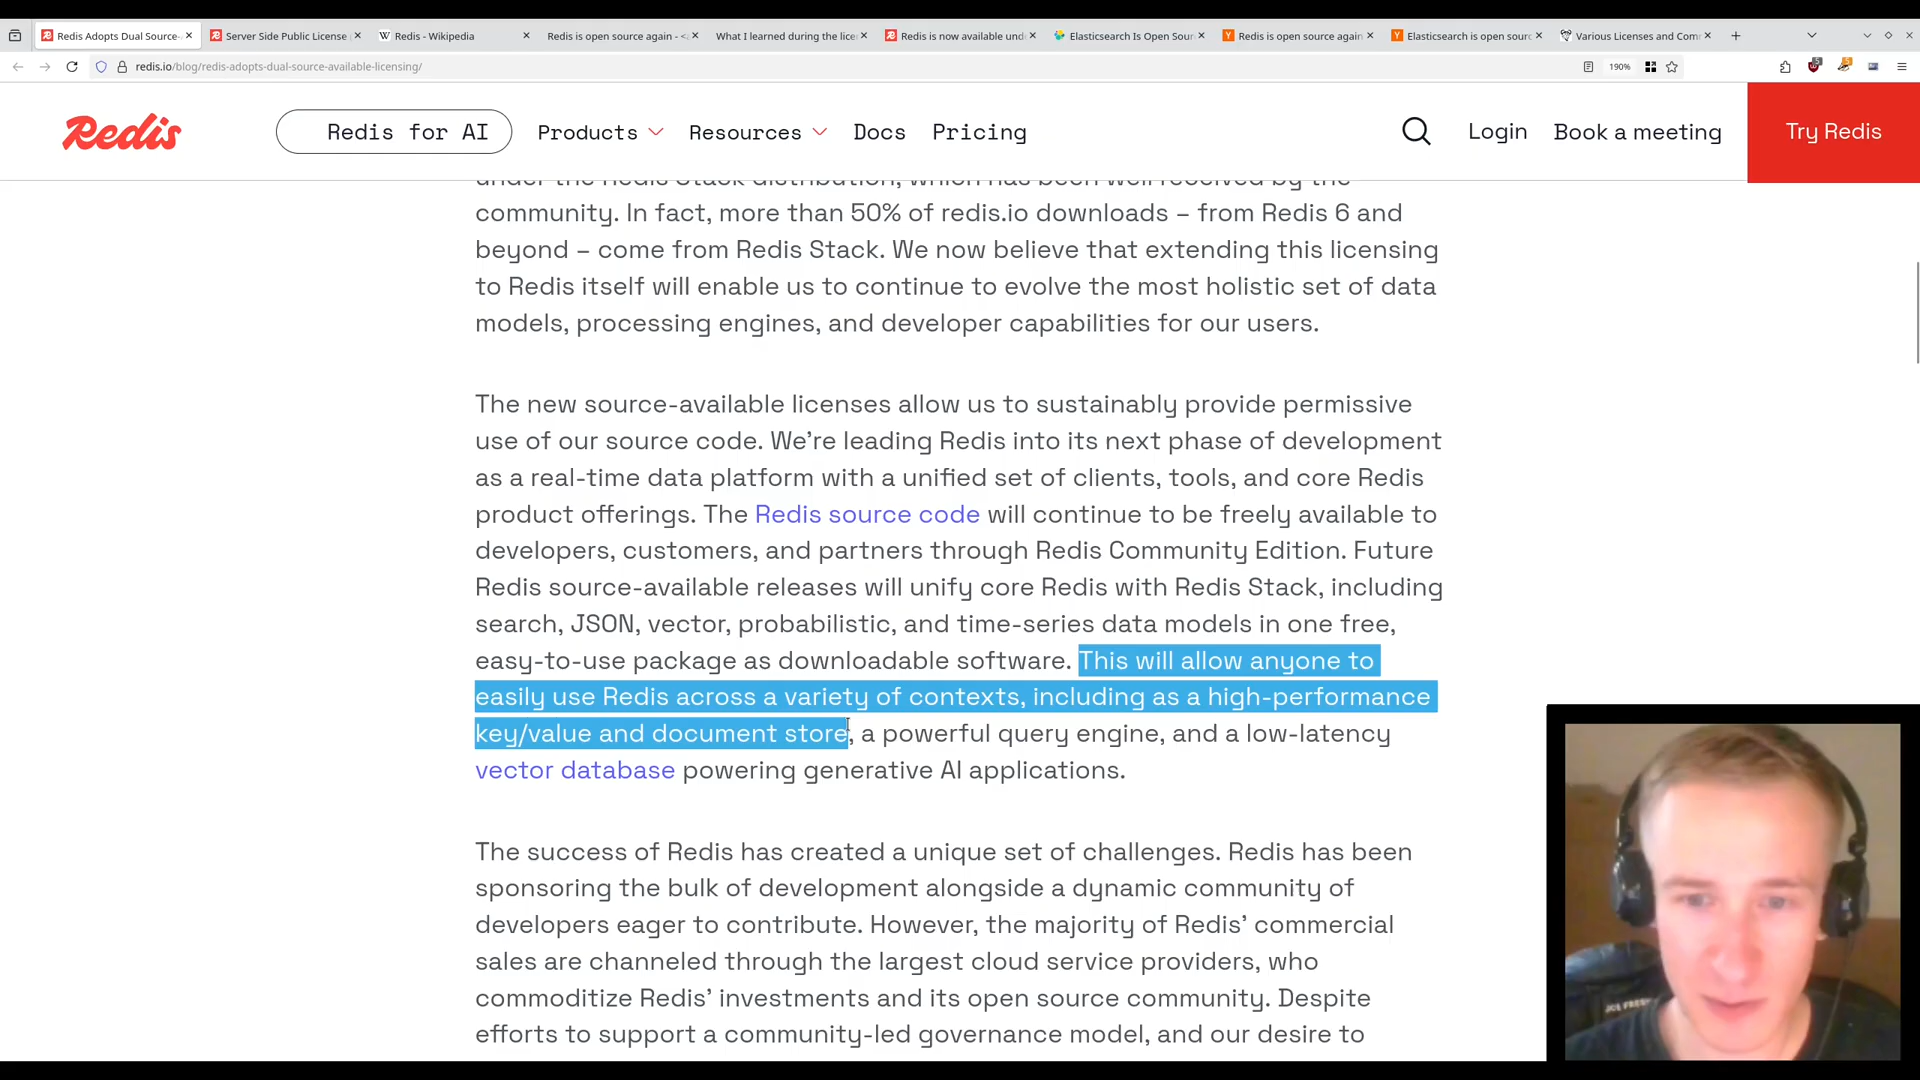 Redis Adopts Dual Source-
Server Side Public License
Redis - Wikipedia
Redis is open source again - <a
What I learned during the lice
Redis is now available und
Elasticsearch Is Open Sour
Redis is open source again
Elasticsearch is open sourc
Various Licenses and Com
redis.io/blog/redis-adopts-dual-source-available-licensing/
190%
Redis
Redis for AI
Products
Resources
Docs
Pricing
Login
Book a meeting
Try Redis
under the Redis Stack distribution, which has been well received by the
community. In fact, more than 50% of redis.io downloads – from Redis 6 and
beyond – come from Redis Stack. We now believe that extending this licensing
to Redis itself will enable us to continue to evolve the most holistic set of data
models, processing engines, and developer capabilities for our users.
The new source-available licenses allow us to sustainably provide permissive
use of our source code. We're leading Redis into its next phase of development
as a real-time data platform with a unified set of clients, tools, and core Redis
product offerings. The Redis source code will continue to be freely available to
developers, customers, and partners through Redis Community Edition. Future
Redis source-available releases will unify core Redis with Redis Stack, including
search, JSON, vector, probabilistic, and time-series data models in one free,
easy-to-use package as downloadable software. This will allow anyone to
easily use Redis across a variety of contexts, including as a high-performance
key/value and document store, a powerful query engine, and a low-latency
vector database powering generative AI applications.
The success of Redis has created a unique set of challenges. Redis has been
sponsoring the bulk of development alongside a dynamic community of
developers eager to contribute. However, the majority of Redis' commercial
sales are channeled through the largest cloud service providers, who
commoditize Redis' investments and its open source community. Despite
efforts to support a community-led governance model, and our desire to
JOE FRESH